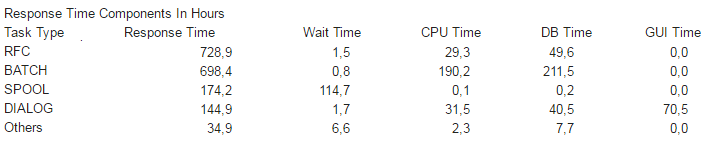 Response Time Components In Hours
Task Type Response Time Wait Time CPU Time DB Time GUI Time
RFC 728,9 1,5 29,3 49,6 0,0
BATCH 698,4 0,8 190,2 211,5 0,0
SPOOL 174,2 114,7 0,1 0,2 0,0
DIALOG 144,9 1,7 31,5 40,5 70,5
Others 34,9 6,6 2,3 7,7 0,0